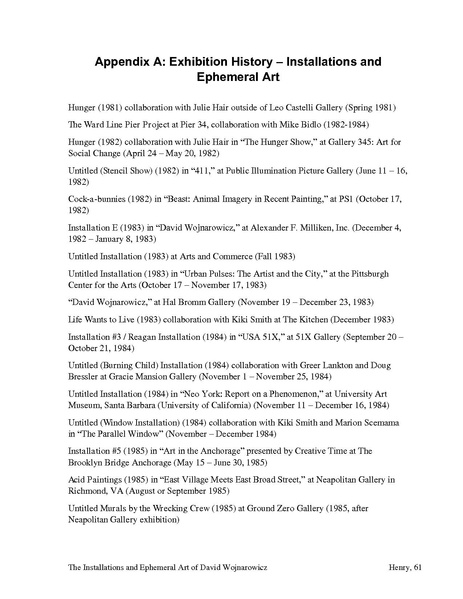 Appendix A: Exhibition History – Installations and
Ephemeral Art
Hunger (1981) collaboration with Julie Hair outside of Leo Castelli Gallery (Spring 1981)
The Ward Line Pier Project at Pier 34, collaboration with Mike Bidlo (1982-1984)
Hunger (1982) collaboration with Julie Hair in “The Hunger Show,” at Gallery 345: Art for
Social Change (April 24 – May 20, 1982)
Untitled (Stencil Show) (1982) in “411,” at Public Illumination Picture Gallery (June 11 – 16,
1982)
Cock-a-bunnies (1982) in “Beast: Animal Imagery in Recent Painting,” at PS1 (October 17,
1982)
Installation E (1983) in “David Wojnarowicz,” at Alexander F. Milliken, Inc. (December 4,
1982 – January 8, 1983)
Untitled Installation (1983) at Arts and Commerce (Fall 1983)
Untitled Installation (1983) in “Urban Pulses: The Artist and the City,” at the Pittsburgh
Center for the Arts (October 17 – November 17, 1983)
“David Wojnarowicz,” at Hal Bromm Gallery (November 19 – December 23, 1983)
Life Wants to Live (1983) collaboration with Kiki Smith at The Kitchen (December 1983)
Installation #3 / Reagan Installation (1984) in “USA 51X,” at 51X Gallery (September 20 –
October 21, 1984)
Untitled (Burning Child) Installation (1984) collaboration with Greer Lankton and Doug
Bressler at Gracie Mansion Gallery (November 1 – November 25, 1984)
Untitled Installation (1984) in “Neo York: Report on a Phenomenon,” at University Art
Museum, Santa Barbara (University of California) (November 11 – December 16, 1984)
Untitled (Window Installation) (1984) collaboration with Kiki Smith and Marion Scemama
in “The Parallel Window” (November – December 1984)
Installation #5 (1985) in “Art in the Anchorage” presented by Creative Time at The
Brooklyn Bridge Anchorage (May 15 – June 30, 1985)
Acid Paintings (1985) in “East Village Meets East Broad Street,” at Neapolitan Gallery in
Richmond, VA (August or September 1985)
Untitled Murals by the Wrecking Crew (1985) at Ground Zero Gallery (1985, after
Neapolitan Gallery exhibition)
The Installations and Ephemeral Art of David Wojnarowicz
Henry, 61